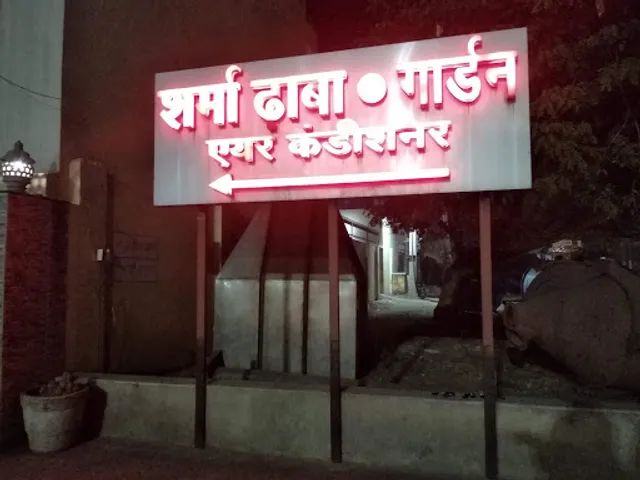 शर्मा ढाबा • गार्डन
एयर कंडीशनर